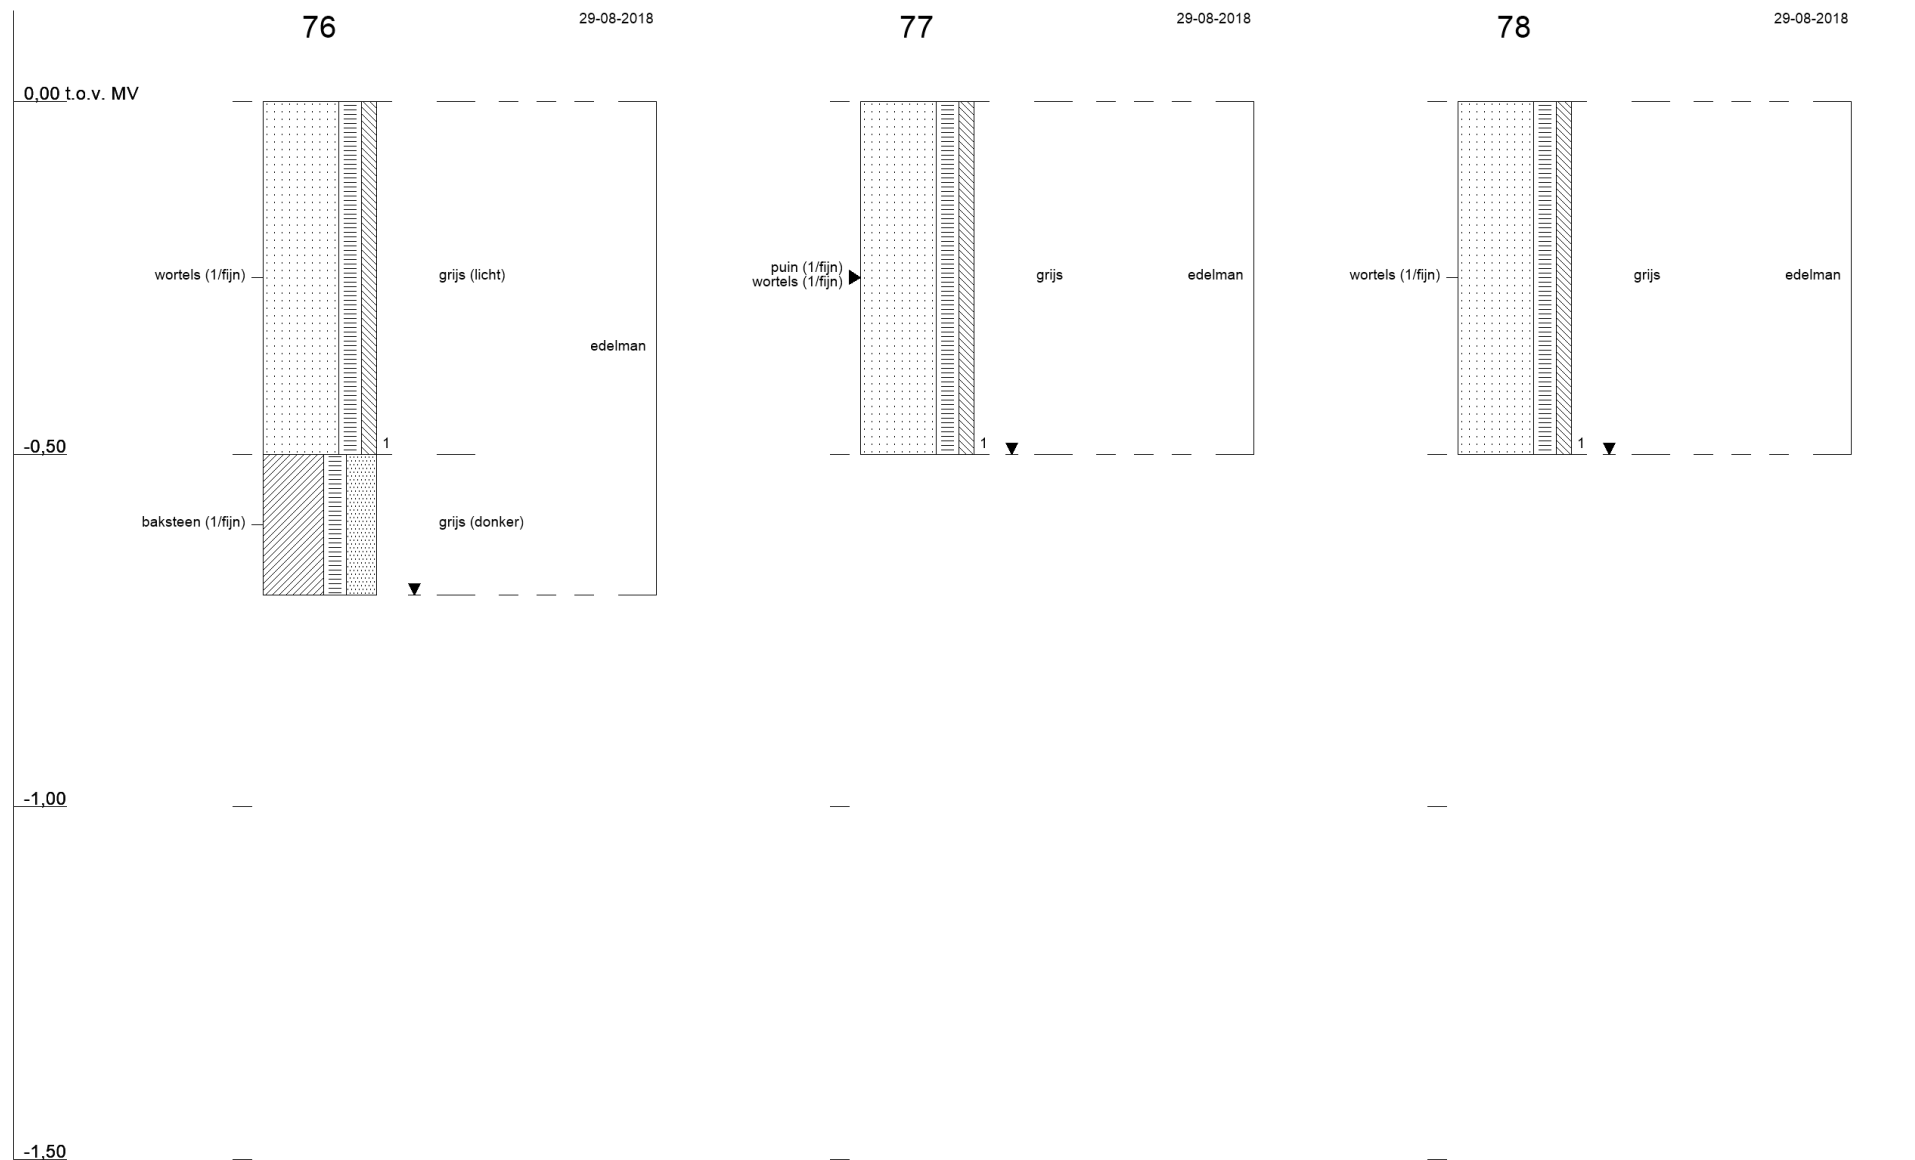 76
29-08-2018
77
29-08-2018
78
29-08-2018
0,00 t.o.v. MV
wortels (1/fijn)
grijs (licht)
puin (1/fijn)
wortels (1/fijn)
grijs
edelman
wortels (1/fijn)
grijs
edelman
edelman
-0,50
1
1
1
baksteen (1/fijn)
grijs (donker)
-1,00
-1,50